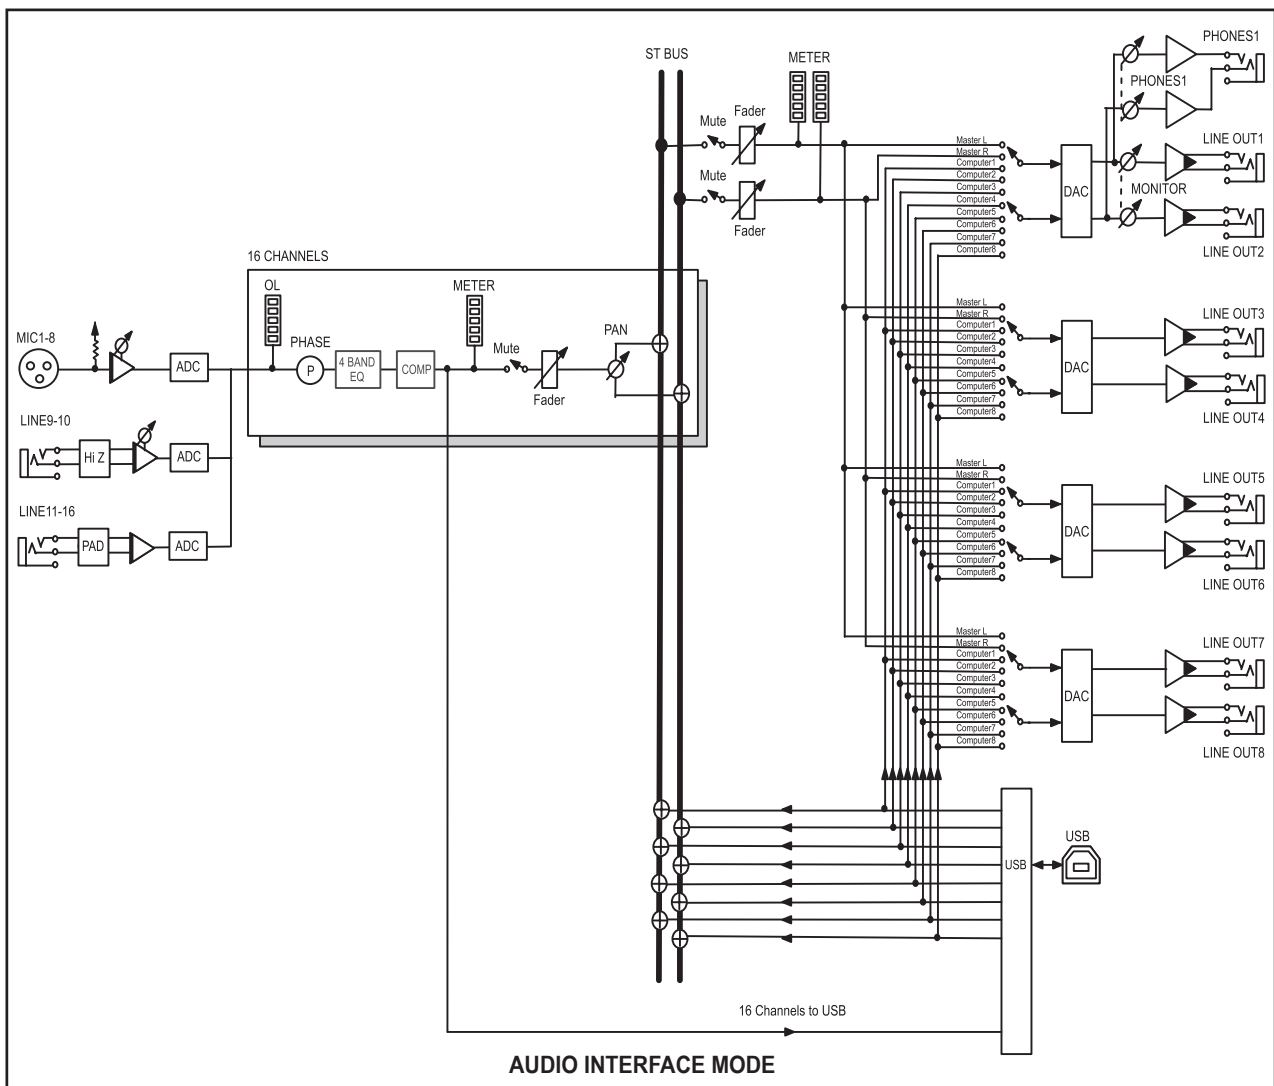 ST BUS
METER
PHONES1
PHONES1
Mute
Fader
Master L
Master R
Computer1
Computer2
Computer3
Computer4
Computer5
Computer6
Computer7
Computer8
DAC
LINE OUT1
MONITOR
LINE OUT2
Mute
Fader
16 CHANNELS
OL
METER
MIC1-8
ADC
PHASE
P
4 BAND
EQ
COMP
Mute
Fader
PAN
Master L
Master R
Computer1
Computer2
Computer3
Computer4
Computer5
Computer6
Computer7
Computer8
DAC
LINE OUT3
LINE OUT4
LINE9-10
Hi Z
ADC
LINE11-16
PAD
ADC
Master L
Master R
Computer1
Computer2
Computer3
Computer4
Computer5
Computer6
Computer7
Computer8
DAC
LINE OUT5
LINE OUT6
Master L
Master R
Computer1
Computer2
Computer3
Computer4
Computer5
Computer6
Computer7
Computer8
DAC
LINE OUT7
LINE OUT8
USB
USB
16 Channels to USB
AUDIO INTERFACE MODE